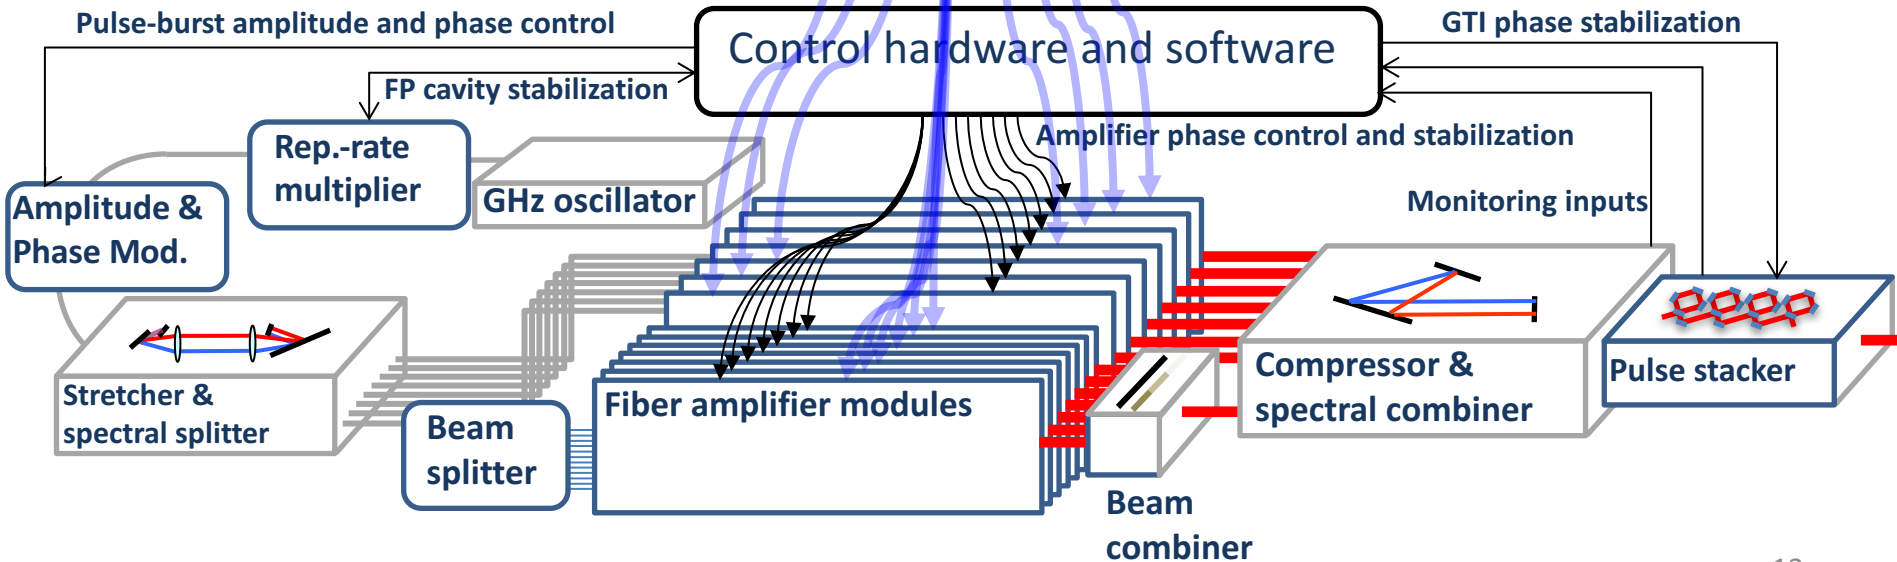 Pulse-burst amplitude and phase control
GTI phase stabilization
Control hardware and software
FP cavity stabilization
Amplifier phase control and stabilization
Rep.-rate
multiplier
GHz oscillator
Monitoring inputs
Amplitude &
Phase Mod.
Stretcher &
spectral splitter
Beam
splitter
Fiber amplifier modules
Beam
combiner
Compressor &
spectral combiner
Pulse stacker